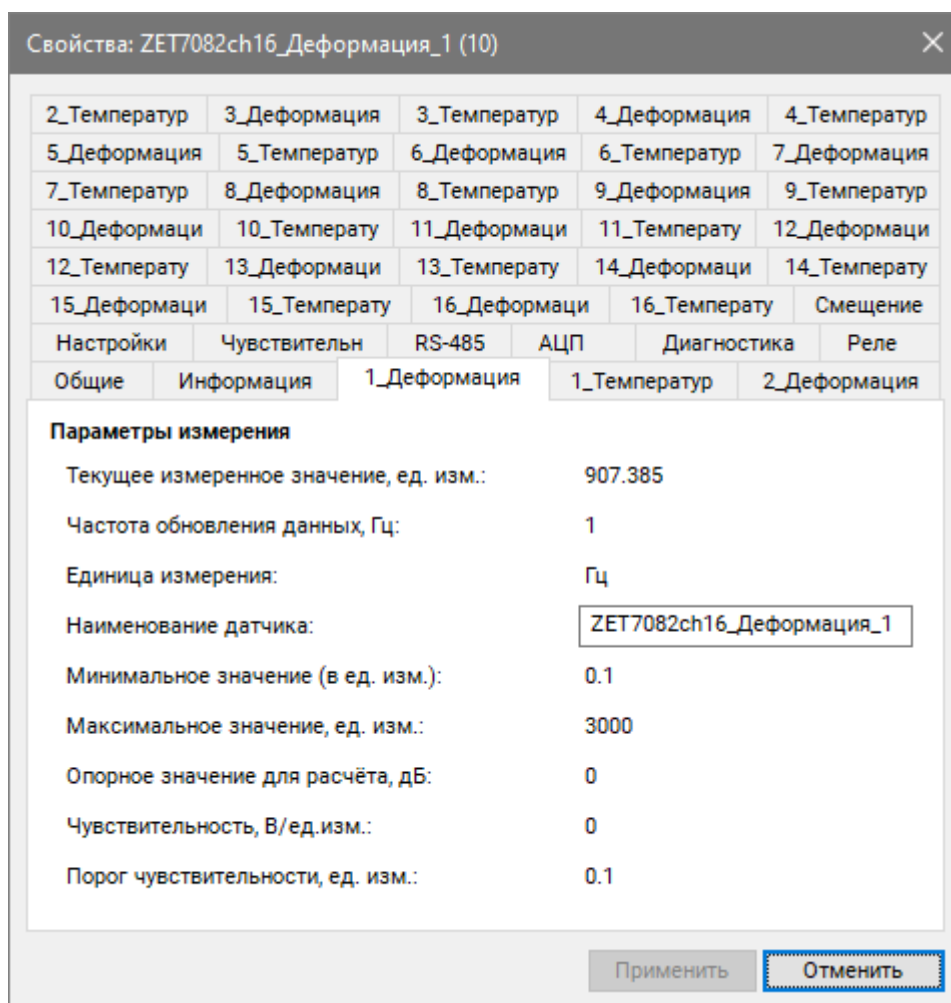 Свойства: ZET7082ch16_Деформация_1 (10)
2_Температур 3_Деформация 3_Температур 4_Деформация 4_Температур
5_Деформация 5_Температур 6_Деформация 6_Температур 7_Деформация
7_Температур 8_Деформация 8_Температур 9_Деформация 9_Температур
10_Деформаци 10_Температу 11_Деформаци 11_Температу 12_Деформаци
12_Температу 13_Деформаци 13_Температу 14_Деформаци 14_Температу
15_Деформаци 15_Температу 16_Деформаци 16_Температу Смещение
Настройки Чувствительн RS-485 АЦП Диагностика Реле
Общие Информация 1_Деформация 1_Температур 2_Деформация
Параметры измерения
Текущее измеренное значение, ед. изм.: 907.385
Частота обновления данных, Гц: 1
Единица измерения: Гц
Наименование датчика: ZET7082ch16_Деформация_1
Минимальное значение (в ед. изм.): 0.1
Максимальное значение, ед. изм.: 3000
Опорное значение для расчёта, дБ: 0
Чувствительность, В/ед.изм.: 0
Порог чувствительности, ед. изм.: 0.1
Применить Отменить